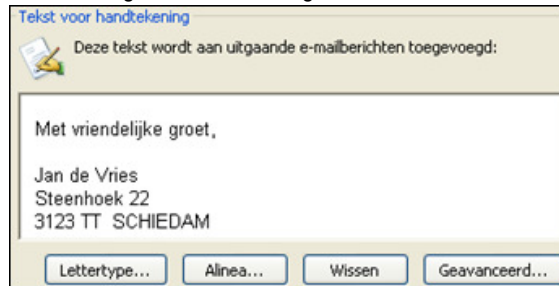 Tekst voor handtekening
Deze tekst wordt aan uitgaande e-mailberichten toegevoegd:
Met vriendelijke groet,
Jan de Vries
Steenhoek 22
3123 TT  SCHIEDAM
Lettertype... Alinea... Wissen Geavanceerd...